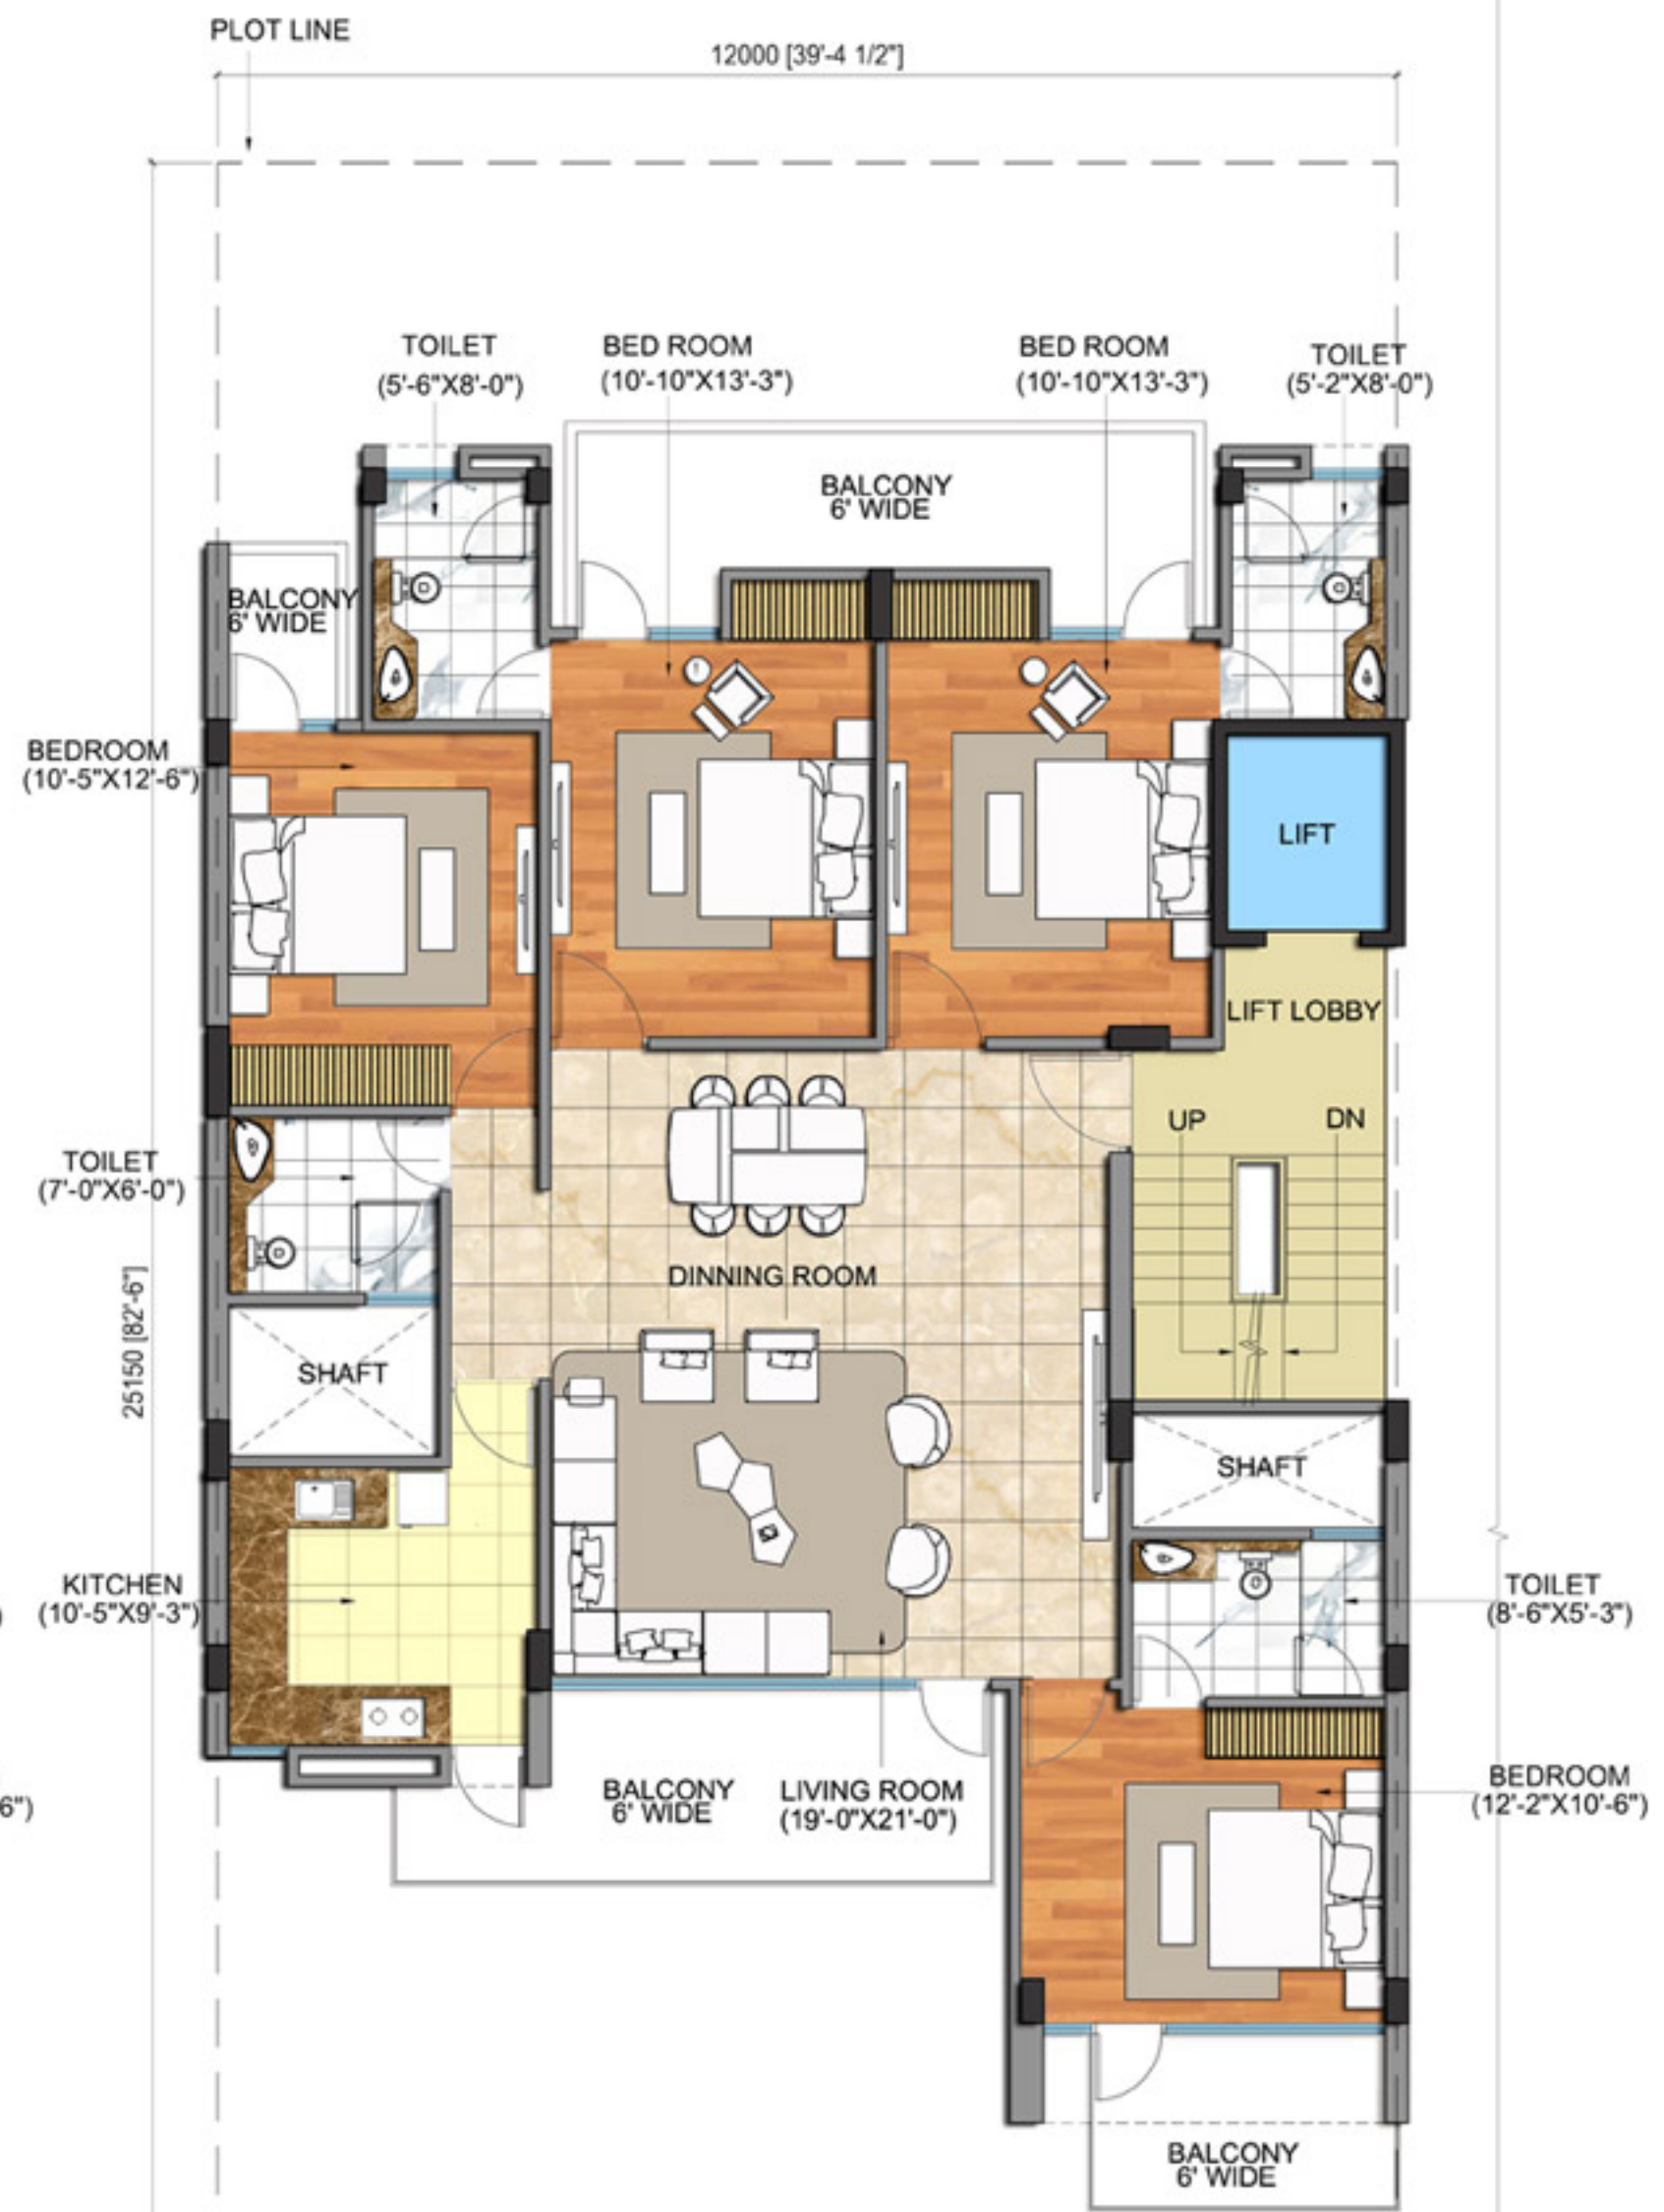 PLOT LINE
12000 [39'-4 1/2"]
TOILET
(5'-6"X8'-0")
BED ROOM
(10'-10"X13'-3")
BED ROOM
(10'-10"X13'-3")
TOILET
(5'-2"X8'-0")
BALCONY
6' WIDE
BALCONY
6' WIDE
BEDROOM
(10'-5"X12'-6")
LIFT
LIFT LOBBY
UP
DN
TOILET
(7'-0"X6'-0")
DINNING ROOM
25150 [82'-6"]
SHAFT
SHAFT
KITCHEN
(10'-5"X9'-3")
TOILET
(8'-6"X5'-3")
BALCONY
6' WIDE
LIVING ROOM
(19'-0"X21'-0")
BEDROOM
(12'-2"X10'-6")
6")
BALCONY
6' WIDE